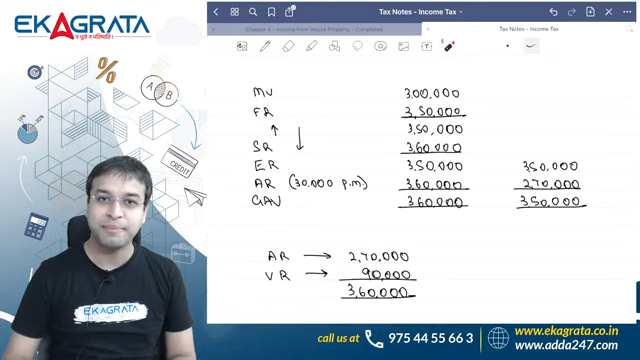 EKAGRATA
Tax Notes - Income Tax
Chapter 4 - Income From House Property - Completed
Tax Notes - Income Tax
MV 3,00,000
FR 3,50,000
3,50,000
SR 3,60,000
ER 3,50,000 350,000
AR (30,000 p.m) 3,60,000 270,000
GAV 3,60,000 350,000
AR → 2,70,000
VR → 90,000
3,60,000
%
A B
CREDIT
EKAGRATA
call us at 975 44 55 66 3
www.ekagrata.co.in
www.adda247.com